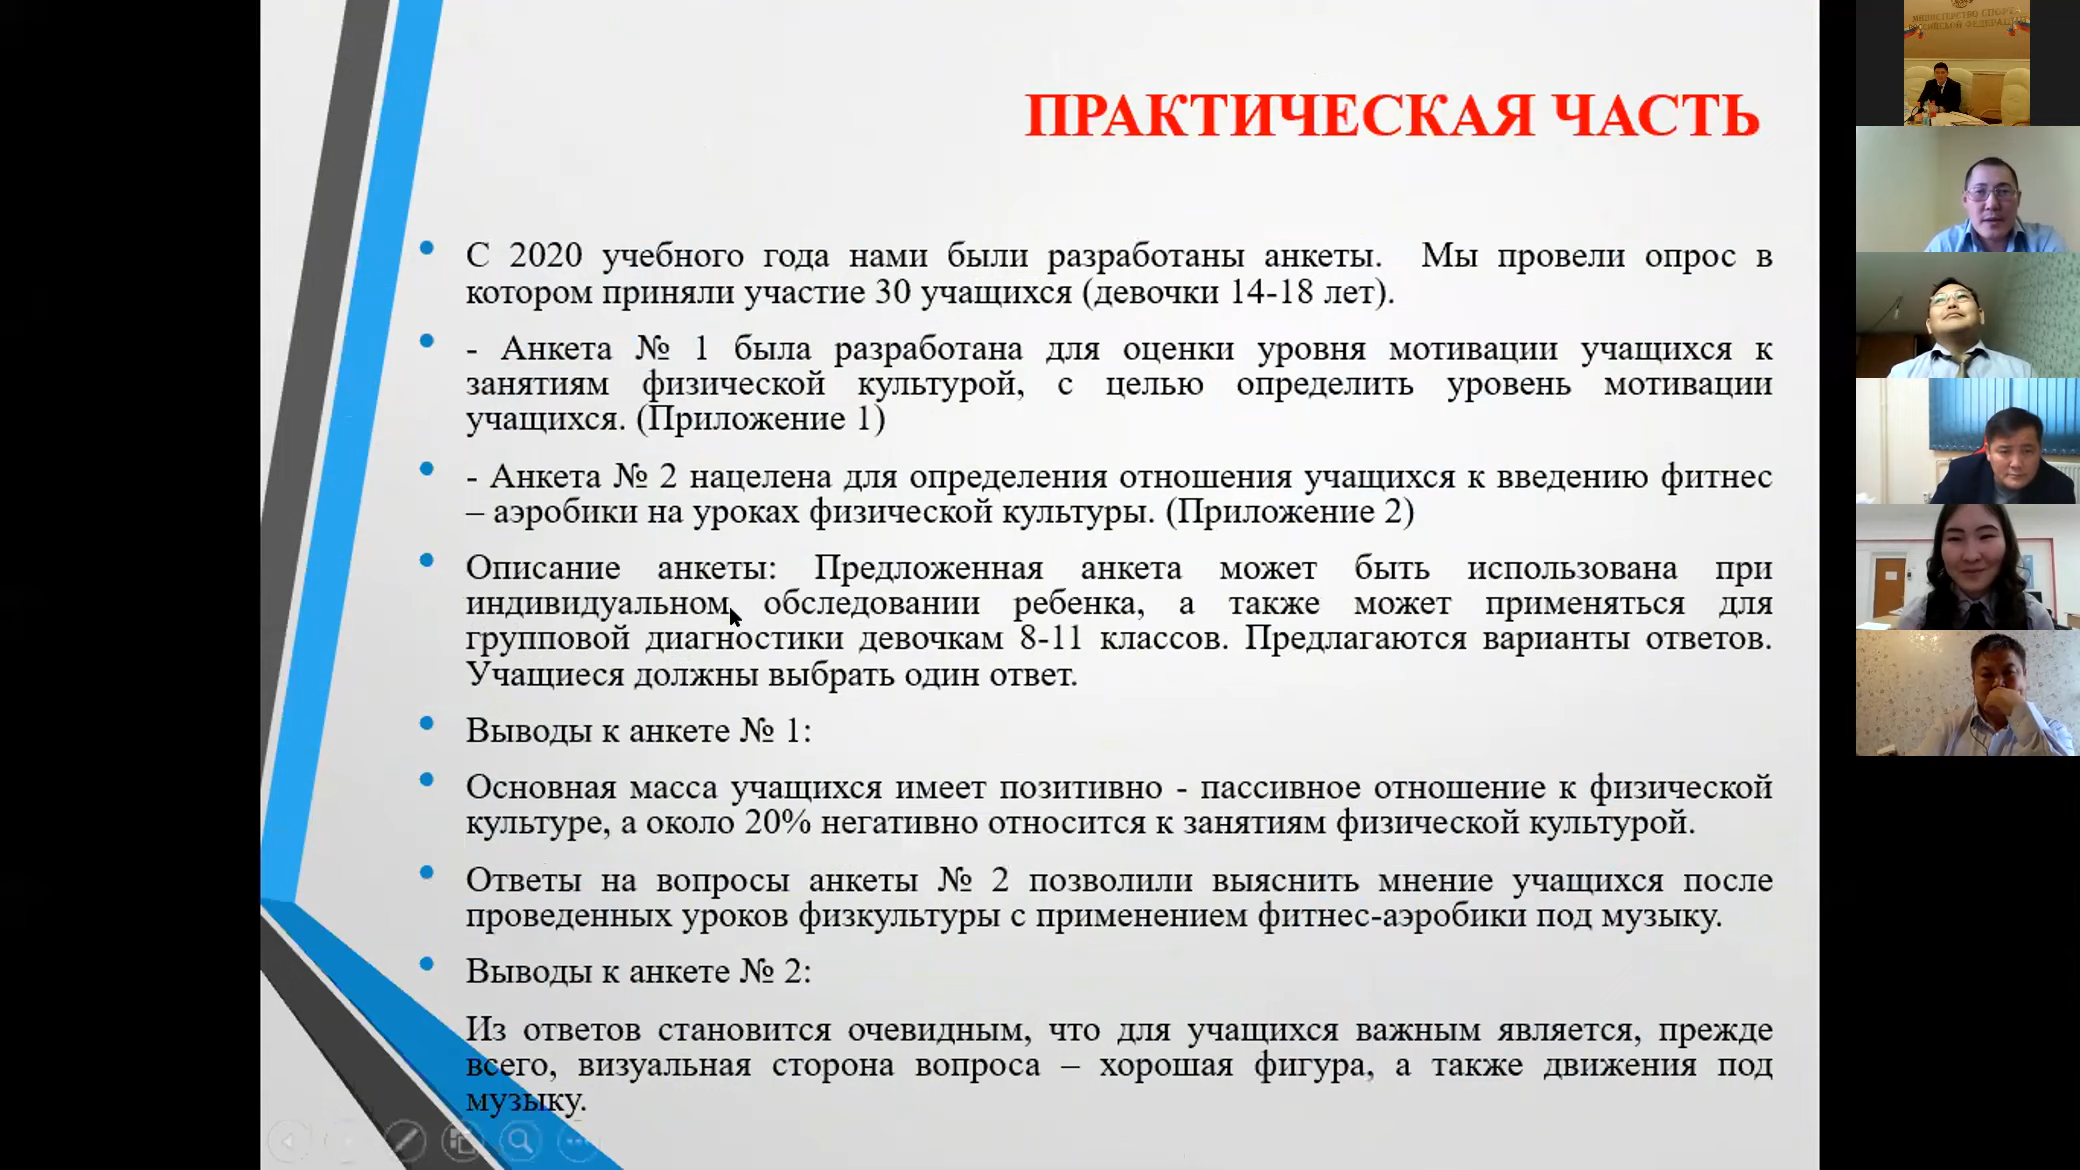 ПРАКТИЧЕСКАЯ ЧАСТЬ
С 2020 учебного года нами были разработаны анкеты. Мы провели опрос в
котором приняли участие 30 учащихся (девочки 14-18 лет).
- Анкета № 1 была разработана для оценки уровня мотивации учащихся к
занятиям физической культурой, с целью определить уровень мотивации
учащихся. (Приложение 1)
- Анкета № 2 нацелена для определения отношения учащихся к введению фитнес
– аэробики на уроках физической культуры. (Приложение 2)
Описание анкеты: Предложенная анкета может быть использована при
индивидуальном обследовании ребенка, а также может применяться для
групповой диагностики девочкам 8-11 классов. Предлагаются варианты ответов.
Учащиеся должны выбрать один ответ.
Выводы к анкете № 1:
Основная масса учащихся имеет позитивно - пассивное отношение к физической
культуре, а около 20% негативно относится к занятиям физической культурой.
Ответы на вопросы анкеты № 2 позволили выяснить мнение учащихся после
проведенных уроков физкультуры с применением фитнес-аэробики под музыку.
Выводы к анкете № 2:
Из ответов становится очевидным, что для учащихся важным является, прежде
всего, визуальная сторона вопроса – хорошая фигура, а также движения под
музыку.
МИНИСТЕРСТВО СПОРТА
РОССИЙСКОЙ ФЕДЕРАЦИИ